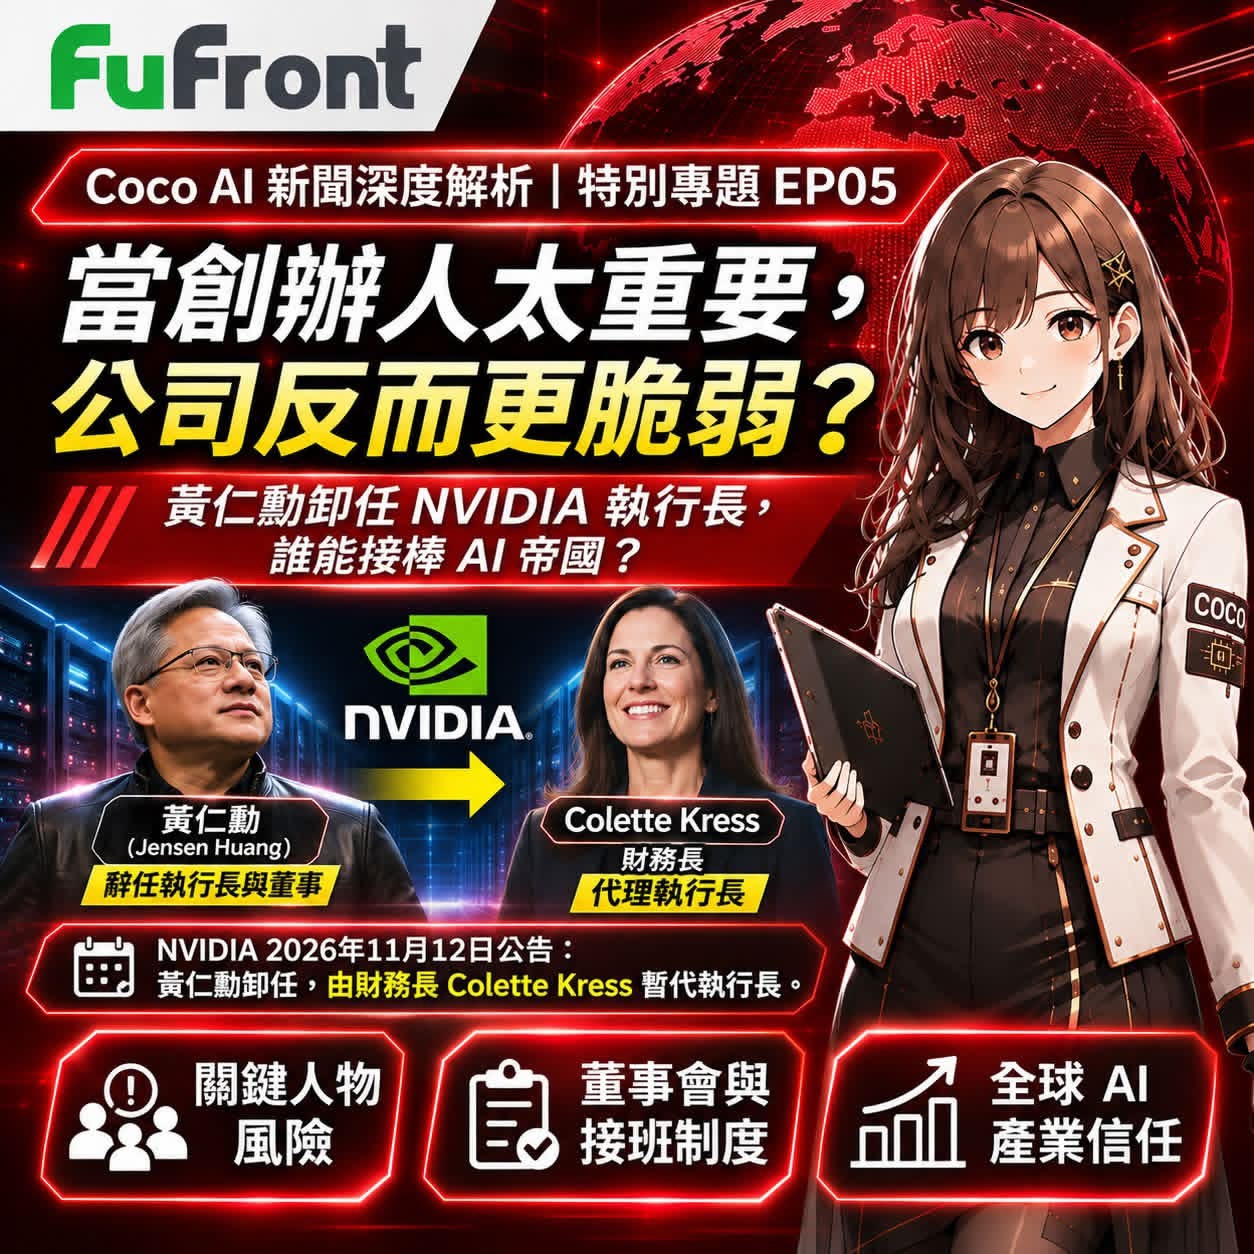 FuFront
Coco AI 新聞深度解析｜特別專題 EP05
當創辦人太重要，
公司反而更脆弱？
黃仁勳卸任 NVIDIA 執行長，
誰能接棒 AI 帝國？
NVIDIA
黃仁勳
(Jensen Huang)
辭任執行長與董事
Colette Kress
財務長
代理執行長
COCO
NVIDIA 2026年11月12日公告：
黃仁勳卸任，由財務長 Colette Kress 暫代執行長。
關鍵人物
風險
董事會與
接班制度
全球 AI
產業信任